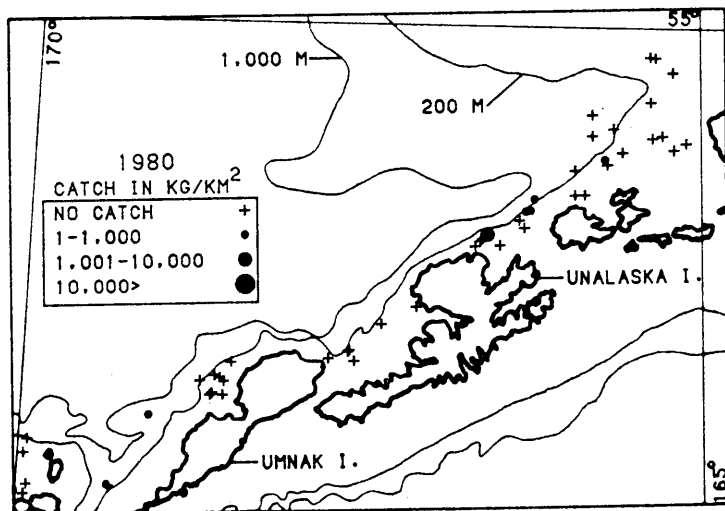 170°
55°
1,000 M
200 M
1980
CATCH IN KG/KM²
NO CATCH +
1-1.000
1.001-10.000
10.000>
UNALASKA I.
UMNAK I.
165°